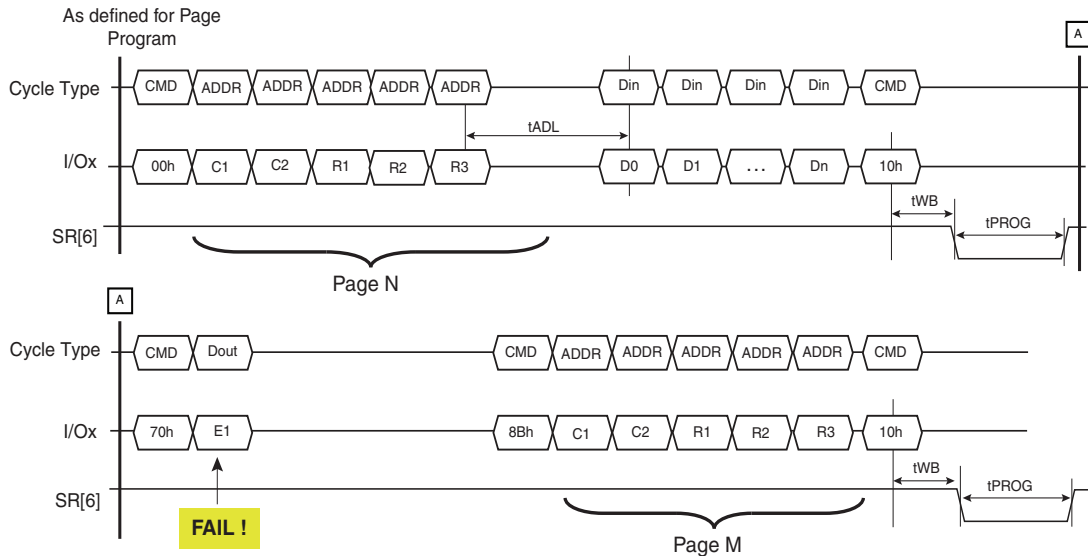 As defined for Page
Program
A
Cycle Type CMD ADDR ADDR ADDR ADDR ADDR Din Din Din Din CMD
tADL
I/Ox 00h C1 C2 R1 R2 R3 D0 D1 ... Dn 10h
tWB
tPROG
SR[6]
Page N
A
Cycle Type CMD Dout CMD ADDR ADDR ADDR ADDR ADDR CMD
I/Ox 70h E1 8Bh C1 C2 R1 R2 R3 10h
tWB
tPROG
SR[6]
FAIL !
Page M